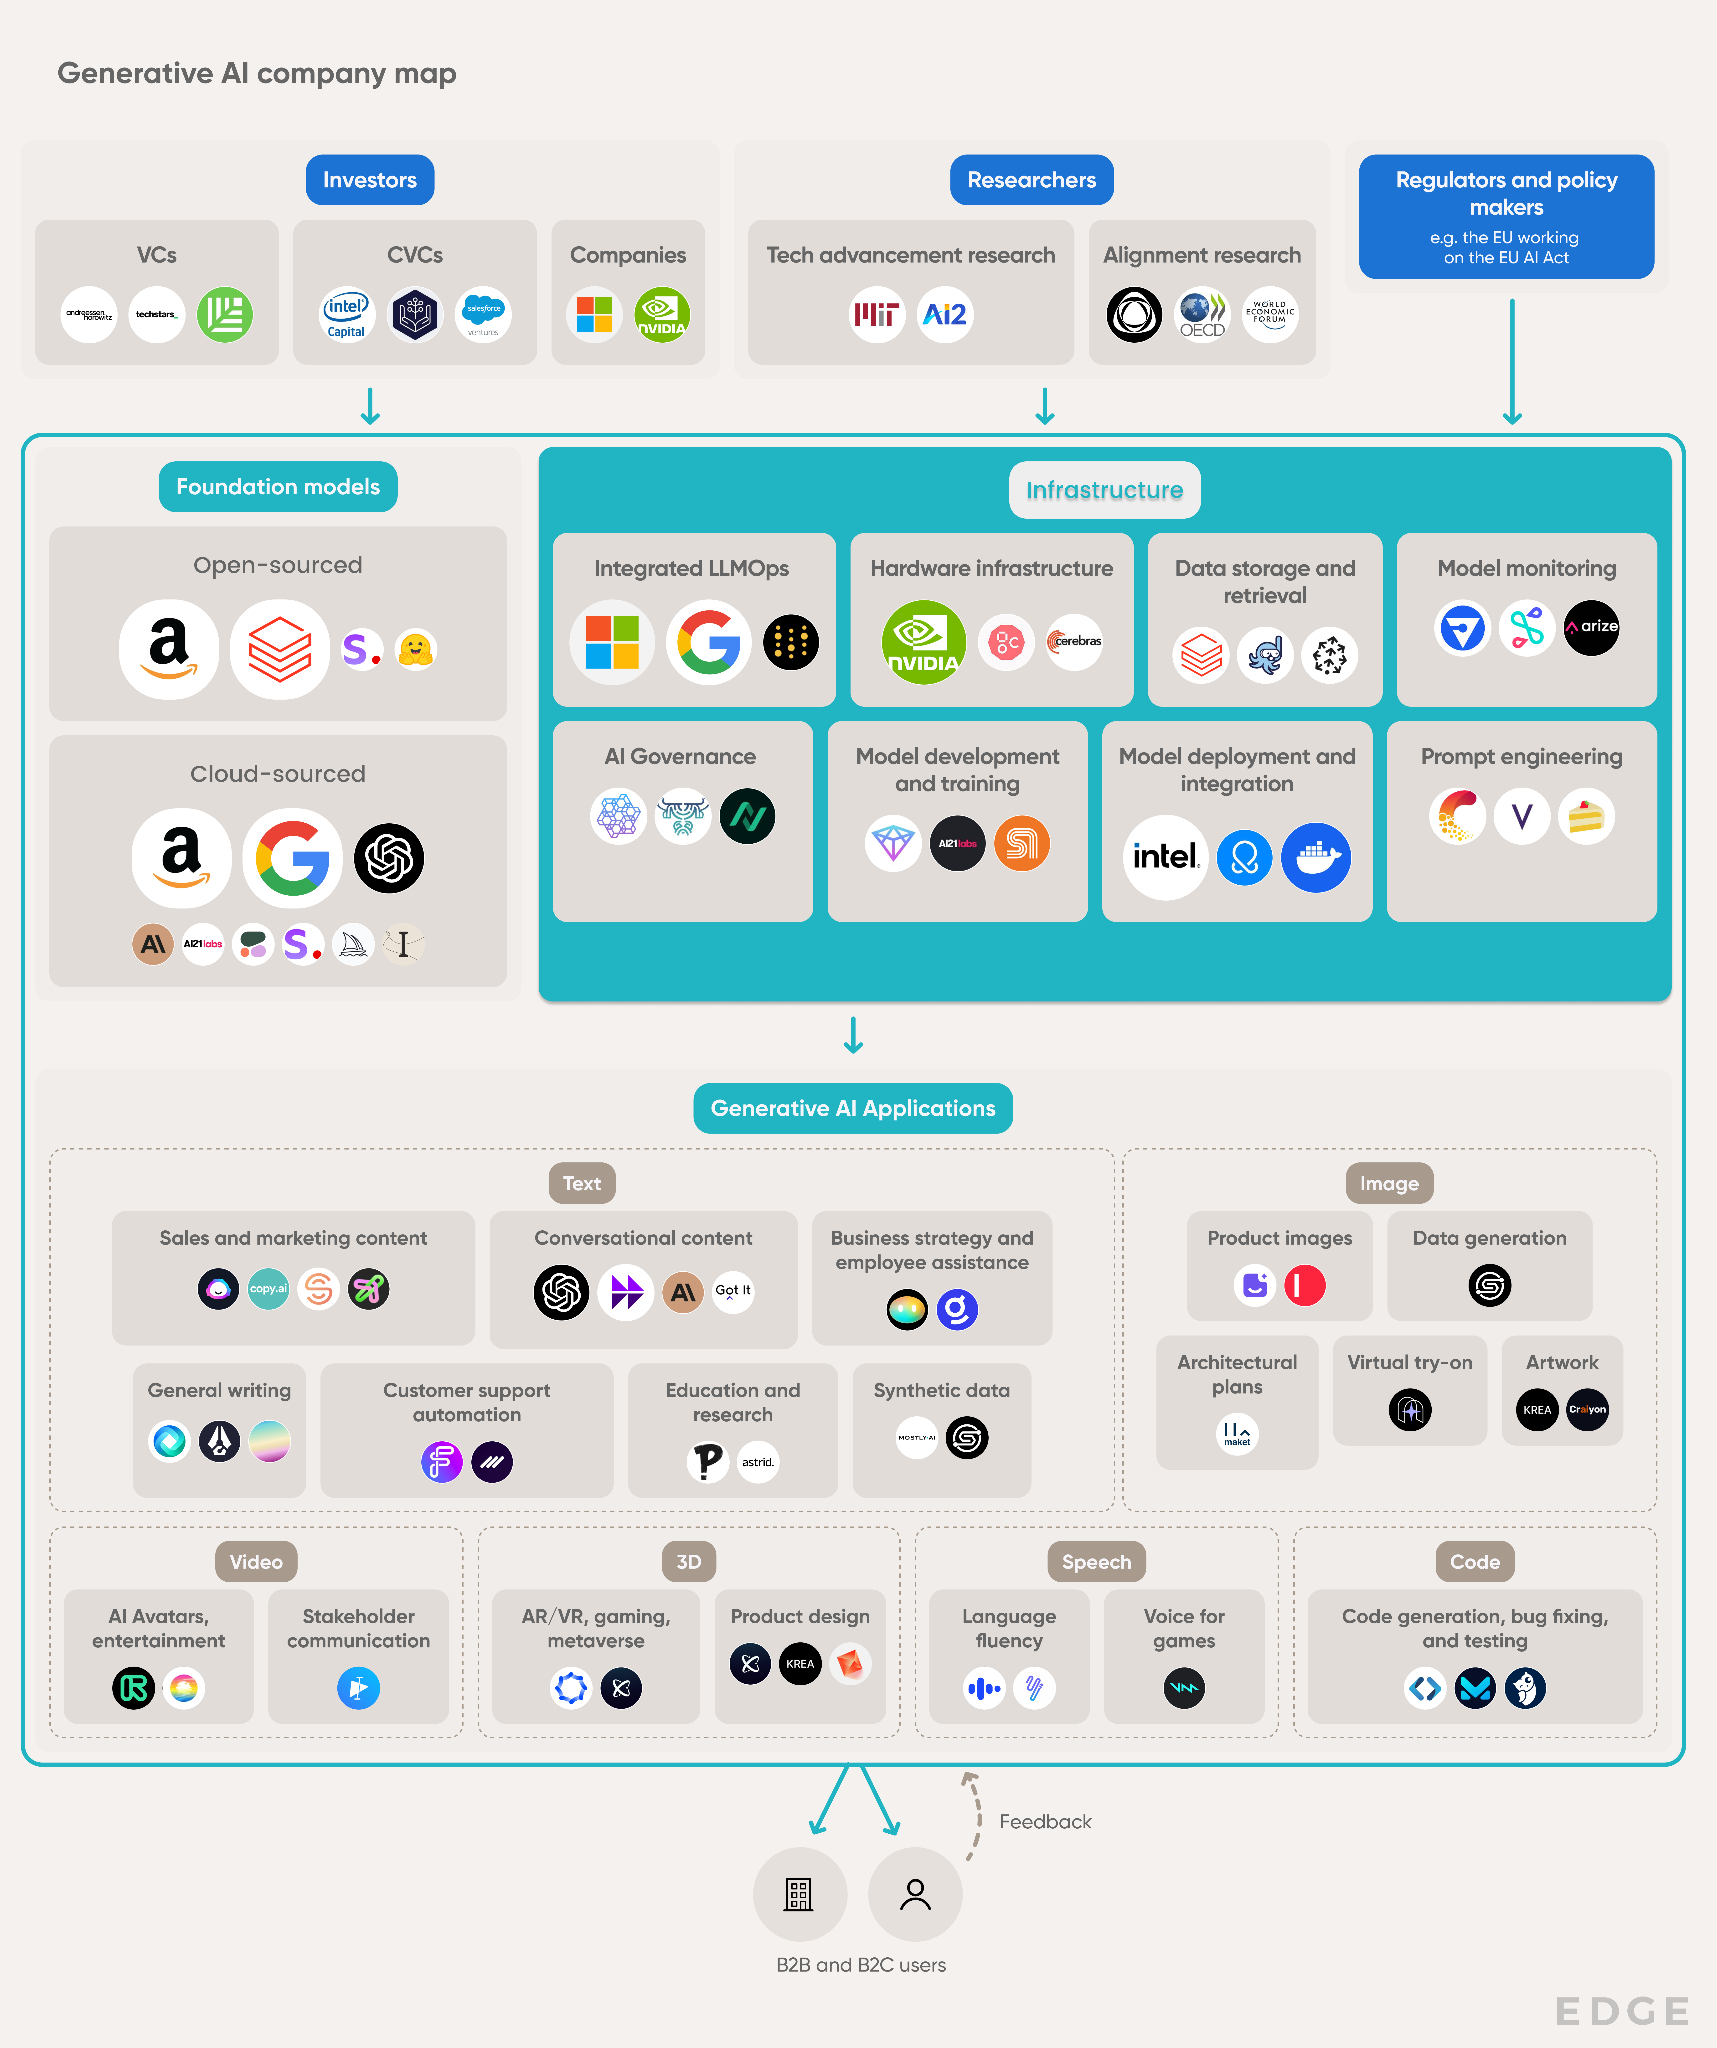 Generative AI company map
Investors
VCs
andreessen.
horowitz
techstars_
CVCs
intel
Capital
salesforce
ventures
Companies
NVIDIA
Researchers
Tech advancement research
MIT
Ai2
Alignment research
OECD
WORLD
ECONOMIC
FORUM
Regulators and policy
makers
e.g. the EU working
on the EU AI Act
Foundation models
Open-sourced
a
S.
Cloud-sourced
a
G
A\
AI21labs
S.
I
Infrastructure
Integrated LLMOps
G
Hardware infrastructure
NVIDIA
gc
cerebras
Data storage and
retrieval
Model monitoring
arize
AI Governance
Model development
and training
AI21labs
Model deployment and
integration
intel.
Prompt engineering
V
Generative AI Applications
Text
Sales and marketing content
copy.ai
Conversational content
A\
Got It
Business strategy and
employee assistance
General writing
Customer support
automation
Education and
research
P
astrid.
Synthetic data
MOSTLY·AI
Image
Product images
Data generation
Architectural
plans
maket
Virtual try-on
Artwork
KREA
Craiyon
Video
AI Avatars,
entertainment
Stakeholder
communication
3D
AR/VR, gaming,
metaverse
Product design
KREA
Speech
Language
fluency
Voice for
games
Code
Code generation, bug fixing,
and testing
Feedback
B2B and B2C users
EDGE